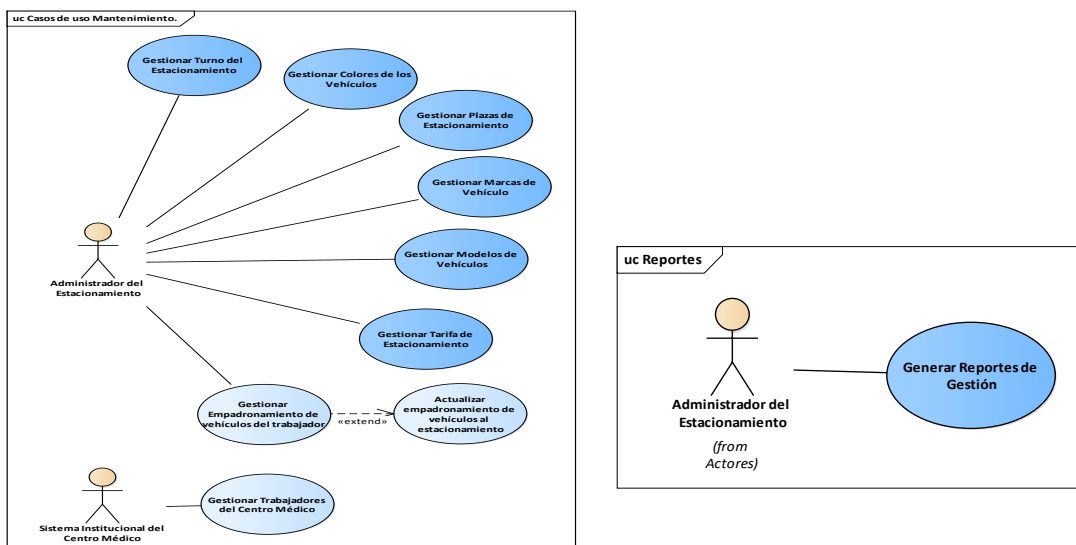 uc Casos de uso Mantenimiento.
Gestionar Turno del
Estacionamiento
Gestionar Colores de los
Vehículos
Gestionar Plazas de
Estacionamiento
Gestionar Marcas de
Vehículo
Gestionar Modelos de
Vehículos
Administrador del
Estacionamiento
Gestionar Tarifa de
Estacionamiento
Gestionar
Empadronamiento de
vehículos del trabajador
«extend»
Actualizar
empadronamiento de
vehículos al
estacionamiento
Gestionar Trabajadores
del Centro Médico
Sistema Institucional del
Centro Médico
uc Reportes
Administrador del
Estacionamiento
(from
Actores)
Generar Reportes de
Gestión